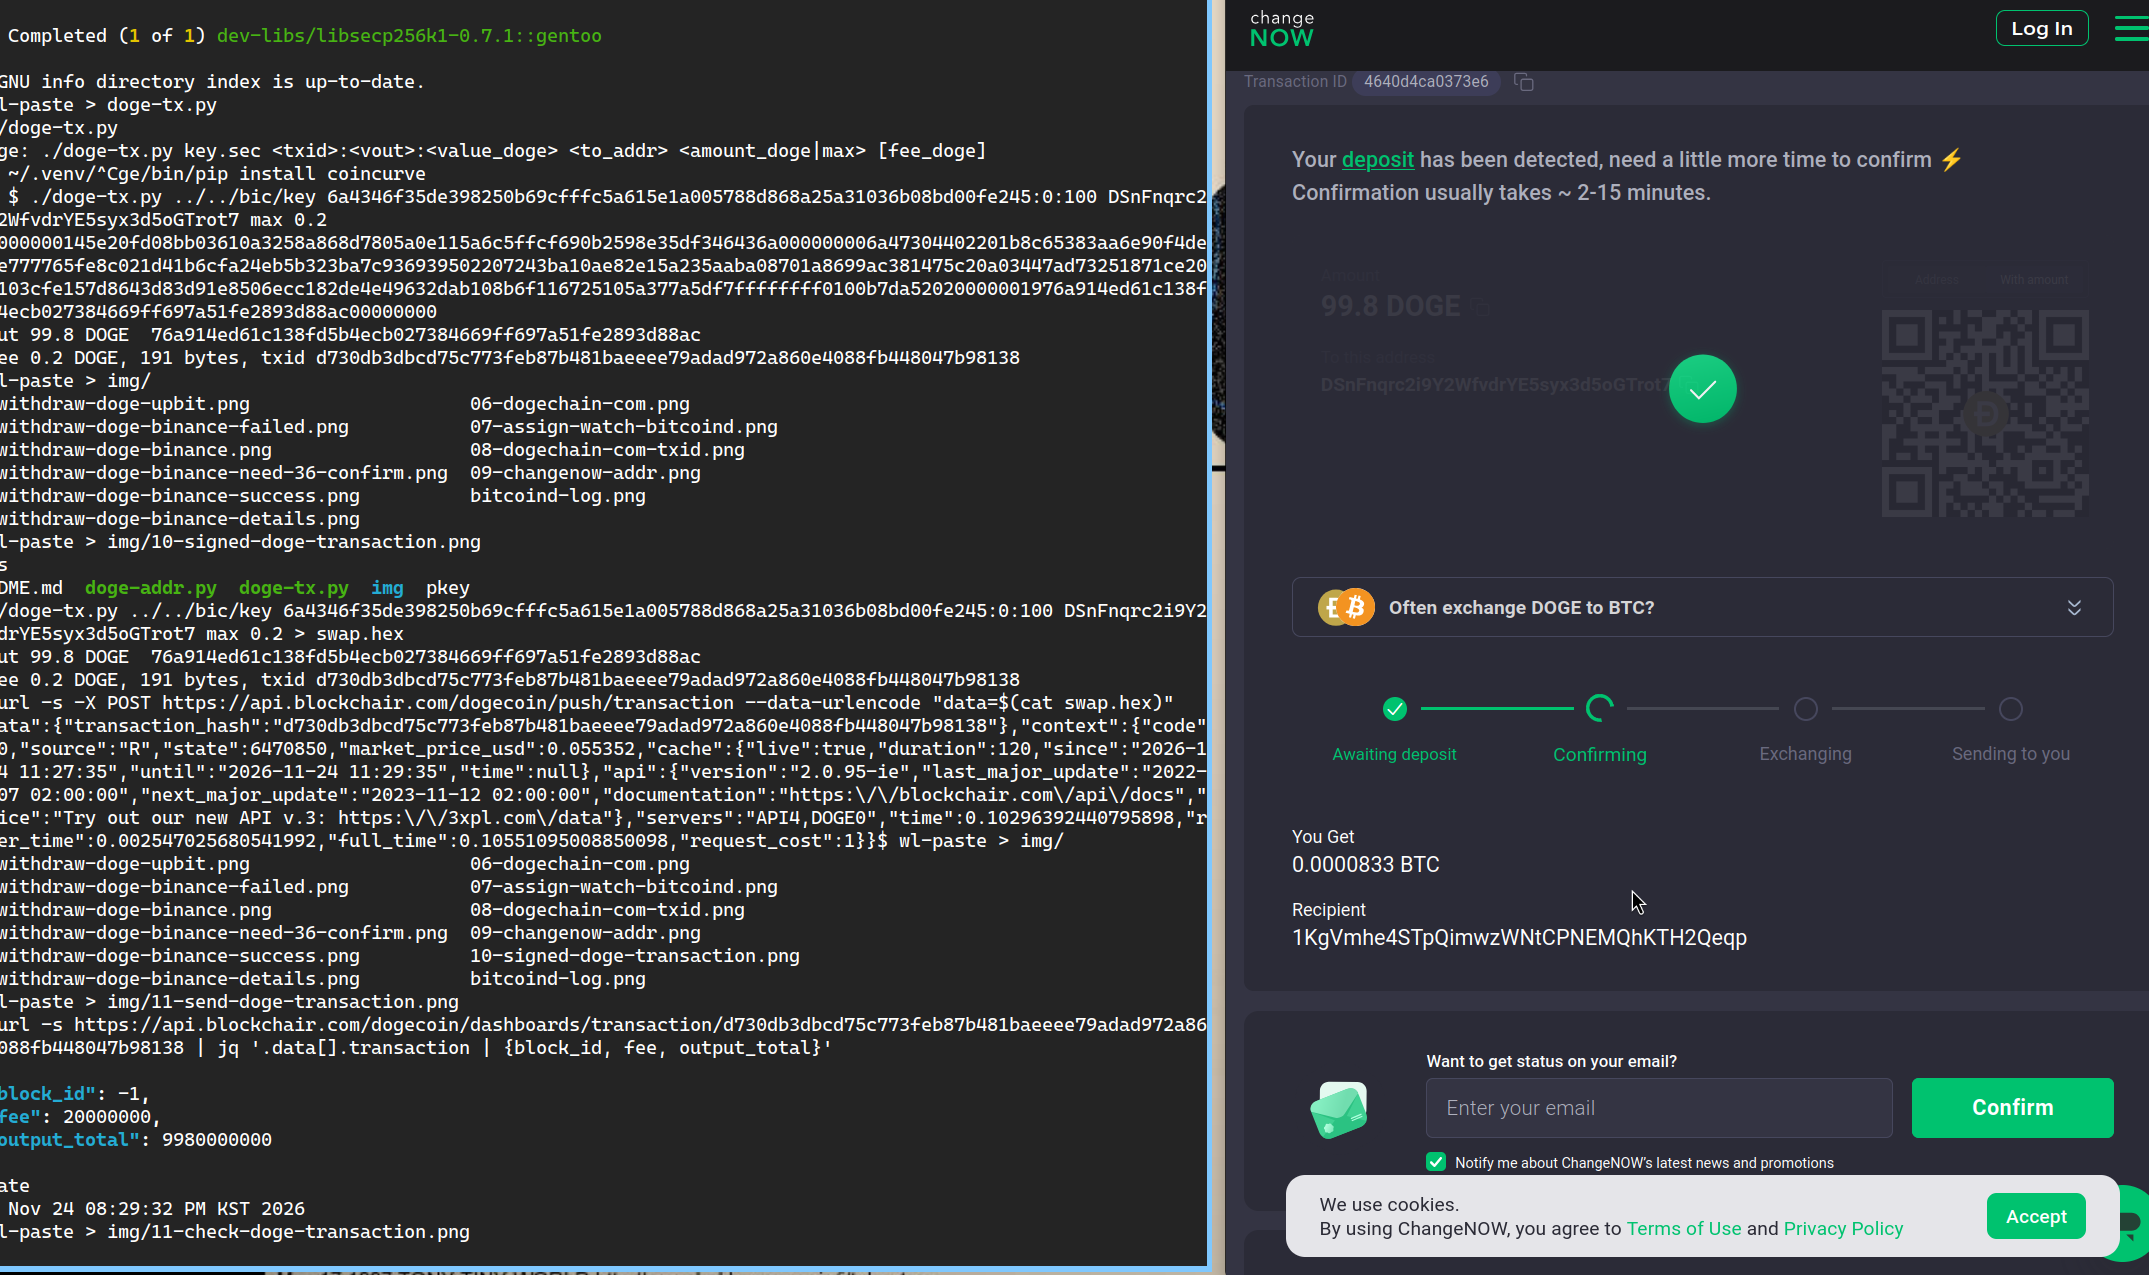 Completed (1 of 1) dev-libs/libsecp256k1-0.7.1::gentoo
GNU info directory index is up-to-date.
l-paste > doge-tx.py
/doge-tx.py
ge: ./doge-tx.py key.sec <txid>:<vout>:<value_doge> <to_addr> <amount_doge|max> [fee_doge]
~/.venv/^Cge/bin/pip install coincurve
$ ./doge-tx.py ../../bic/key 6a4346f35de398250b69cfffc5a615e1a005788d868a25a31036b08bd00fe245:0:100 DSnFnqrc2
2WfvdrYE5syx3d5oGTrot7 max 0.2
000000145e20fd08bb03610a3258a868d7805a0e115a6c5ffcf690b2598e35df346436a000000006a47304402201b8c65383aa6e90f4de
e777765fe8c021d41b6cfa24eb5b323ba7c936939502207243ba10ae82e15a235aaba08701a8699ac381475c20a03447ad73251871ce20
103cfe157d8643d83d91e8506ecc182de4e49632dab108b6f116725105a377a5df7ffffffff0100b7da52020000001976a914ed61c138f
4ecb027384669ff697a51fe2893d88ac00000000
ut 99.8 DOGE  76a914ed61c138fd5b4ecb027384669ff697a51fe2893d88ac
ee 0.2 DOGE, 191 bytes, txid d730db3dbcd75c773feb87b481baeeee79adad972a860e4088fb448047b98138
l-paste > img/
withdraw-doge-upbit.png 06-dogechain-com.png
withdraw-doge-binance-failed.png 07-assign-watch-bitcoind.png
withdraw-doge-binance.png 08-dogechain-com-txid.png
withdraw-doge-binance-need-36-confirm.png 09-changenow-addr.png
withdraw-doge-binance-success.png bitcoind-log.png
withdraw-doge-binance-details.png
l-paste > img/10-signed-doge-transaction.png
s
DME.md  doge-addr.py  doge-tx.py  img  pkey
/doge-tx.py ../../bic/key 6a4346f35de398250b69cfffc5a615e1a005788d868a25a31036b08bd00fe245:0:100 DSnFnqrc2i9Y2
drYE5syx3d5oGTrot7 max 0.2 > swap.hex
ut 99.8 DOGE  76a914ed61c138fd5b4ecb027384669ff697a51fe2893d88ac
ee 0.2 DOGE, 191 bytes, txid d730db3dbcd75c773feb87b481baeeee79adad972a860e4088fb448047b98138
url -s -X POST https://api.blockchair.com/dogecoin/push/transaction --data-urlencode "data=$(cat swap.hex)"
ata":{"transaction_hash":"d730db3dbcd75c773feb87b481baeeee79adad972a860e4088fb448047b98138"},"context":{"code"
0,"source":"R","state":6470850,"market_price_usd":0.055352,"cache":{"live":true,"duration":120,"since":"2026-1
4 11:27:35","until":"2026-11-24 11:29:35","time":null},"api":{"version":"2.0.95-ie","last_major_update":"2022-
07 02:00:00","next_major_update":"2023-11-12 02:00:00","documentation":"https:\/\/blockchair.com\/api\/docs","
ice":"Try out our new API v.3: https:\/\/3xpl.com\/data"},"servers":"API4,DOGE0","time":0.10296392440795898,"r
er_time":0.002547025680541992,"full_time":0.10551095008850098,"request_cost":1}}$ wl-paste > img/
withdraw-doge-upbit.png 06-dogechain-com.png
withdraw-doge-binance-failed.png 07-assign-watch-bitcoind.png
withdraw-doge-binance.png 08-dogechain-com-txid.png
withdraw-doge-binance-need-36-confirm.png 09-changenow-addr.png
withdraw-doge-binance-success.png 10-signed-doge-transaction.png
withdraw-doge-binance-details.png bitcoind-log.png
l-paste > img/11-send-doge-transaction.png
url -s https://api.blockchair.com/dogecoin/dashboards/transaction/d730db3dbcd75c773feb87b481baeeee79adad972a86
088fb448047b98138 | jq '.data[].transaction | {block_id, fee, output_total}'
block_id": -1,
fee": 20000000,
output_total": 9980000000
ate
Nov 24 08:29:32 PM KST 2026
l-paste > img/11-check-doge-transaction.png
change
NOW
Log In
Transaction ID 4640d4ca0373e6
Your deposit has been detected, need a little more time to confirm ⚡
Confirmation usually takes ~ 2-15 minutes.
Amount
Address With amount
99.8 DOGE
To this address
DSnFnqrc2i9Y2WfvdrYE5syx3d5oGTrot7
Often exchange DOGE to BTC?
Awaiting deposit
Confirming
Exchanging
Sending to you
You Get
0.0000833 BTC
Recipient
1KgVmhe4STpQimwzWNtCPNEMQhKTH2Qeqp
Want to get status on your email?
Enter your email
Confirm
Notify me about ChangeNOW's latest news and promotions
We use cookies.
By using ChangeNOW, you agree to Terms of Use and Privacy Policy
Accept